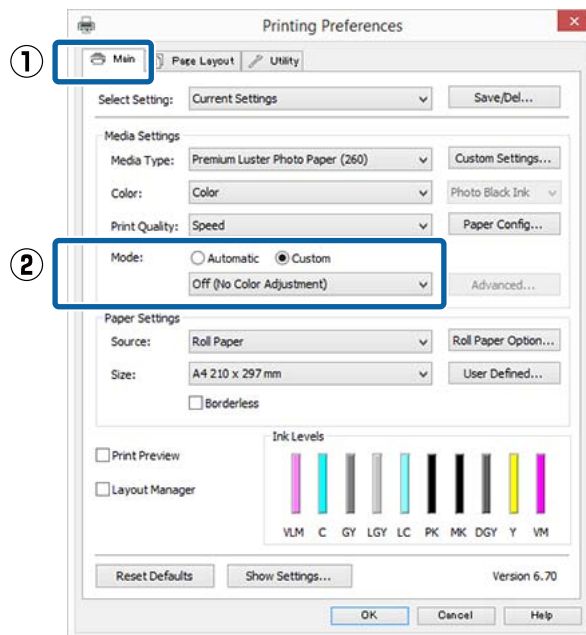 Printing Preferences
①
Main Page Layout Utility
Select Setting: Current Settings Save/Del...
Media Settings
Media Type: Premium Luster Photo Paper (260) Custom Settings...
Color: Color Photo Black Ink
Print Quality: Speed Paper Config...
②
Mode: Automatic Custom
Off (No Color Adjustment) Advanced...
Paper Settings
Source: Roll Paper Roll Paper Option...
Size: A4 210 x 297 mm User Defined...
Borderless
Ink Levels
Print Preview
Layout Manager
VLM C GY LGY LC PK MK DGY Y VM
Reset Defaults Show Settings... Version 6.70
OK Cancel Help